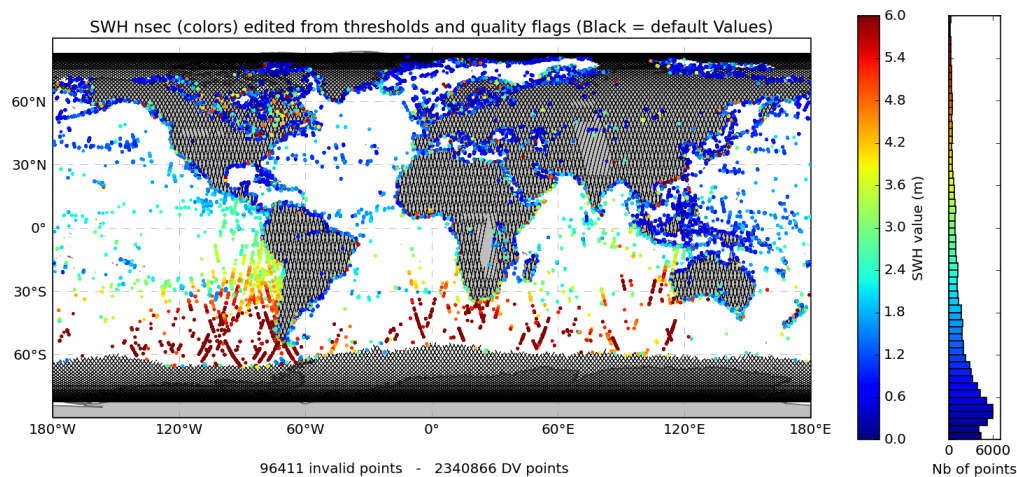 SWH nsec (colors) edited from thresholds and quality flags (Black = default Values)
60°N
30°N
0°
30°S
60°S
180°W 120°W 60°W 0° 60°E 120°E 180°E
96411 invalid points - 2340866 DV points
6.0
5.4
4.8
4.2
3.6
3.0
2.4
1.8
1.2
0.6
0.0
SWH value (m)
0 6000
Nb of points